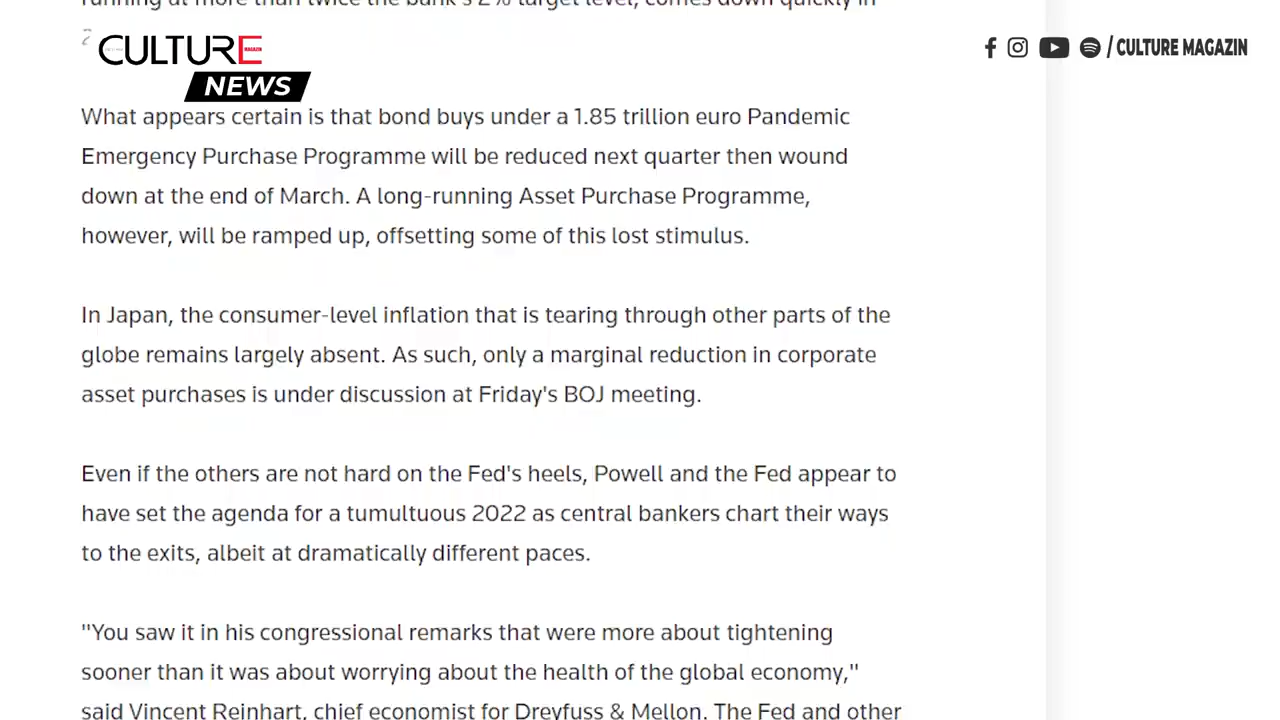 running at more than twice the bank's 2% target level, comes down quickly in
CULTURE
MAGAZIN
NEWS
/ CULTURE MAGAZIN
What appears certain is that bond buys under a 1.85 trillion euro Pandemic
Emergency Purchase Programme will be reduced next quarter then wound
down at the end of March. A long-running Asset Purchase Programme,
however, will be ramped up, offsetting some of this lost stimulus.
In Japan, the consumer-level inflation that is tearing through other parts of the
globe remains largely absent. As such, only a marginal reduction in corporate
asset purchases is under discussion at Friday's BOJ meeting.
Even if the others are not hard on the Fed's heels, Powell and the Fed appear to
have set the agenda for a tumultuous 2022 as central bankers chart their ways
to the exits, albeit at dramatically different paces.
"You saw it in his congressional remarks that were more about tightening
sooner than it was about worrying about the health of the global economy,"
said Vincent Reinhart, chief economist for Dreyfuss & Mellon. The Fed and other